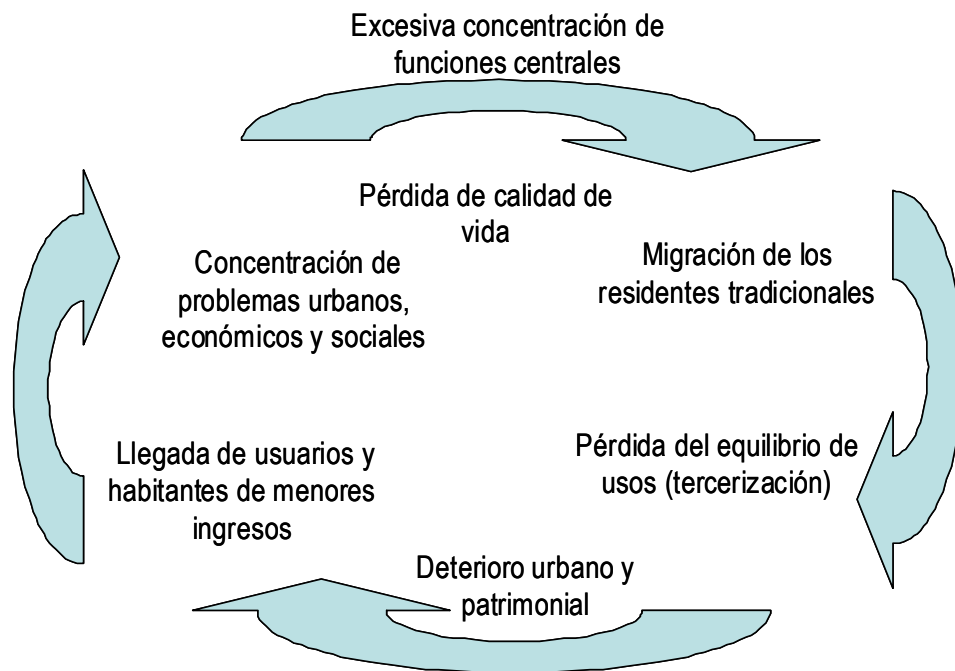 Excesiva concentración de
funciones centrales
Pérdida de calidad de
vida
Migración de los
residentes tradicionales
Pérdida del equilibrio de
usos (tercerización)
Deterioro urbano y
patrimonial
Llegada de usuarios y
habitantes de menores
ingresos
Concentración de
problemas urbanos,
económicos y sociales